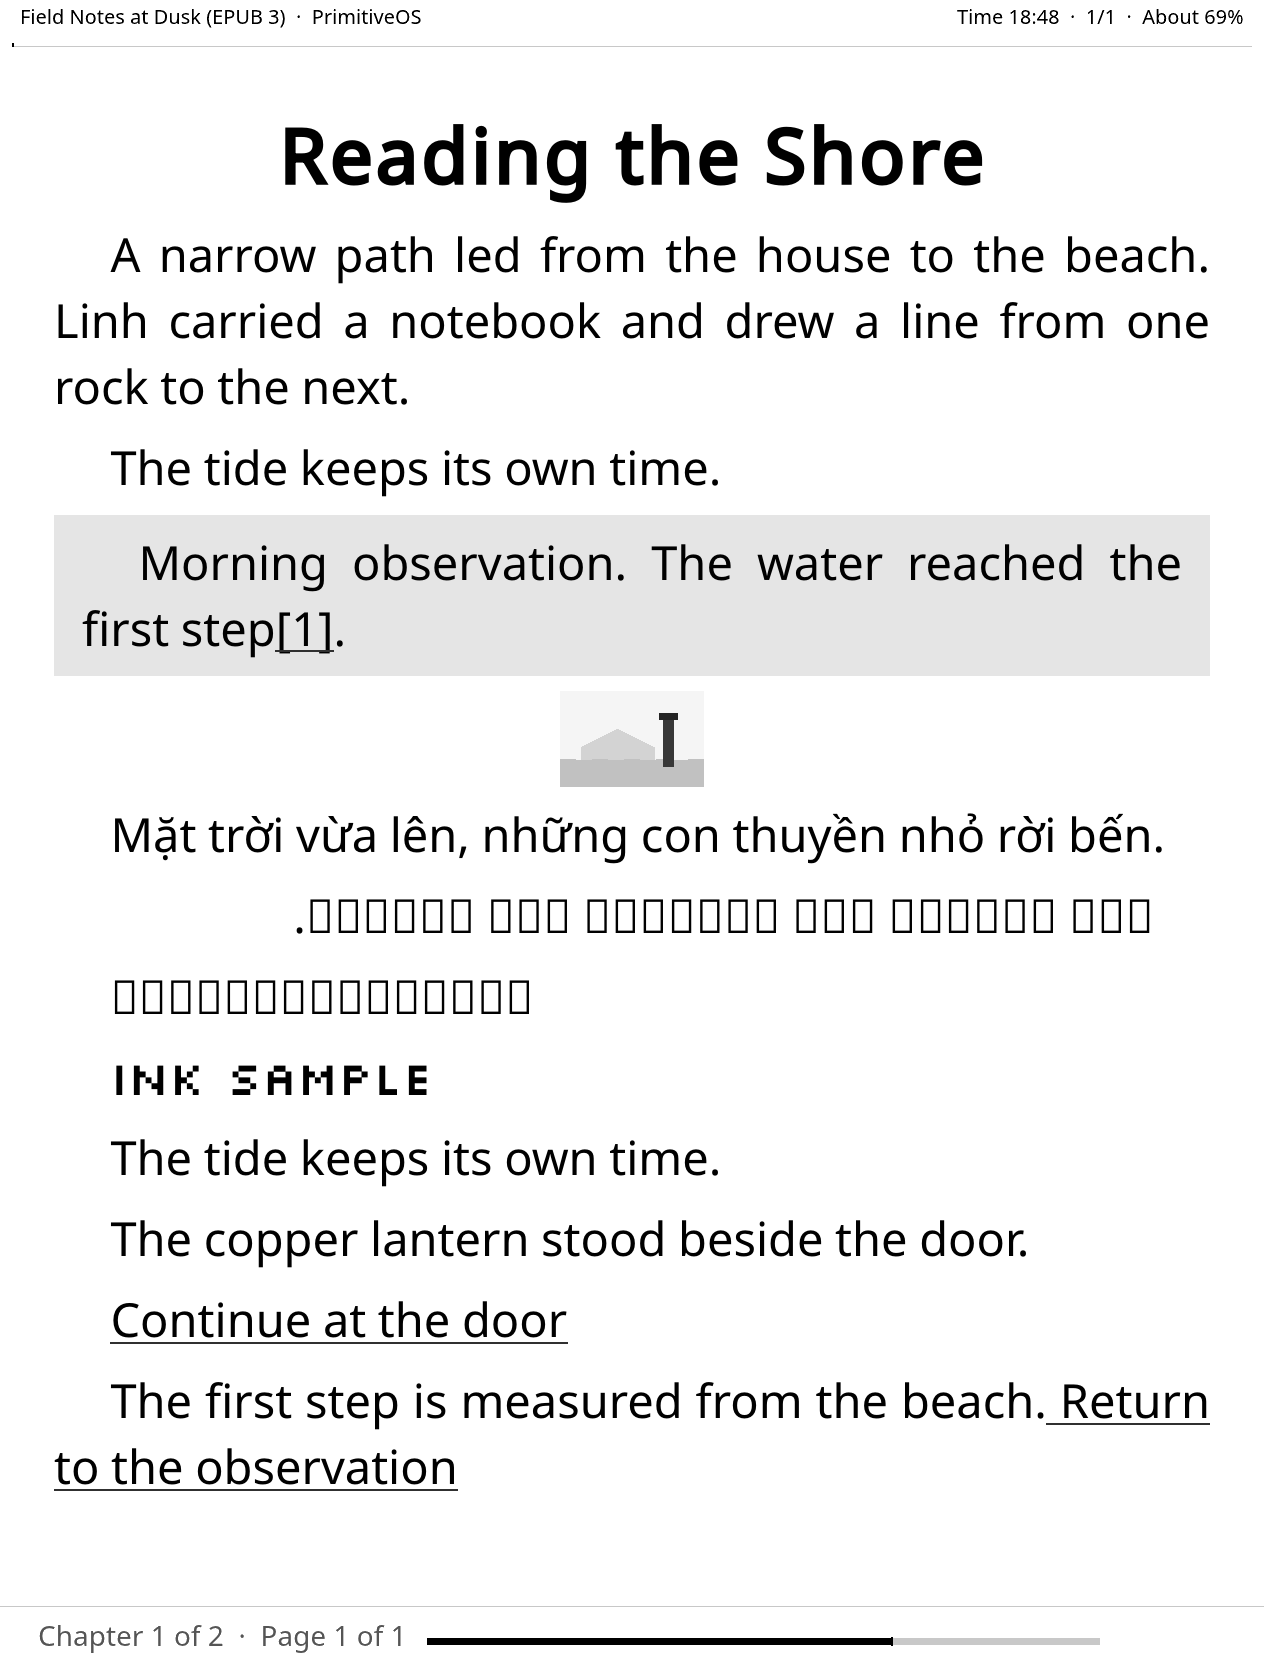 Field Notes at Dusk (EPUB 3) · PrimitiveOS
Time 18:48 · 1/1 · About 69%
Reading the Shore
A narrow path led from the house to the beach.
Linh carried a notebook and drew a line from one
rock to the next.
The tide keeps its own time.
Morning observation. The water reached the
first step[1].
Mặt trời vừa lên, những con thuyền nhỏ rời bến.
INK SAMPLE
The tide keeps its own time.
The copper lantern stood beside the door.
Continue at the door
The first step is measured from the beach. Return
to the observation
Chapter 1 of 2 · Page 1 of 1